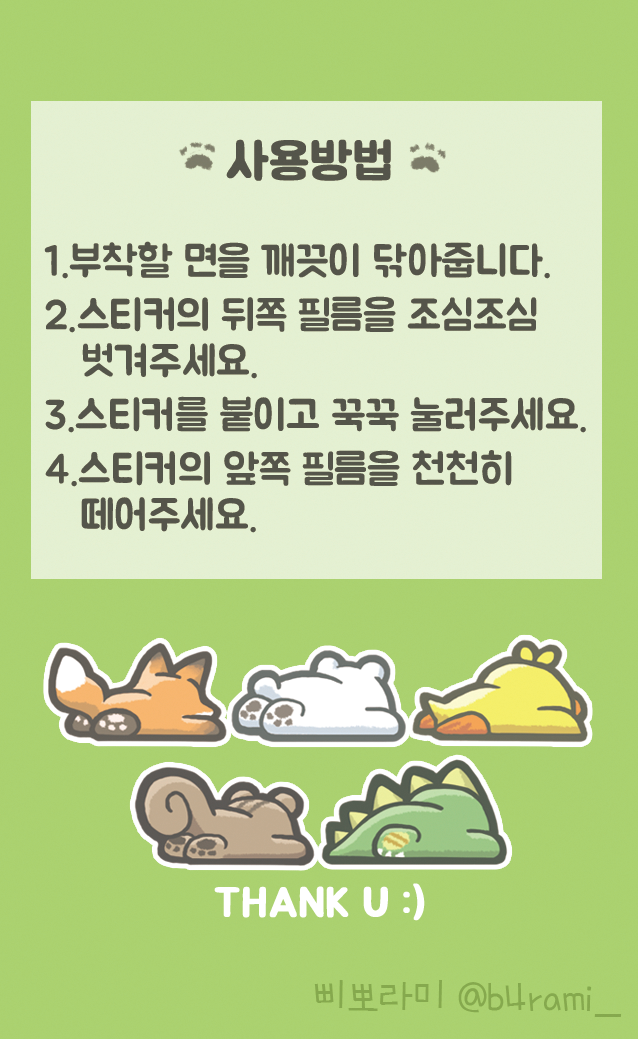 사용방법
1.부착할 면을 깨끗이 닦아줍니다.
2.스티커의 뒤쪽 필름을 조심조심
벗겨주세요.
3.스티커를 붙이고 꾹꾹 눌러주세요.
4.스티커의 앞쪽 필름을 천천히
떼어주세요.
THANK U :)
삐뽀라미 @b4rami_